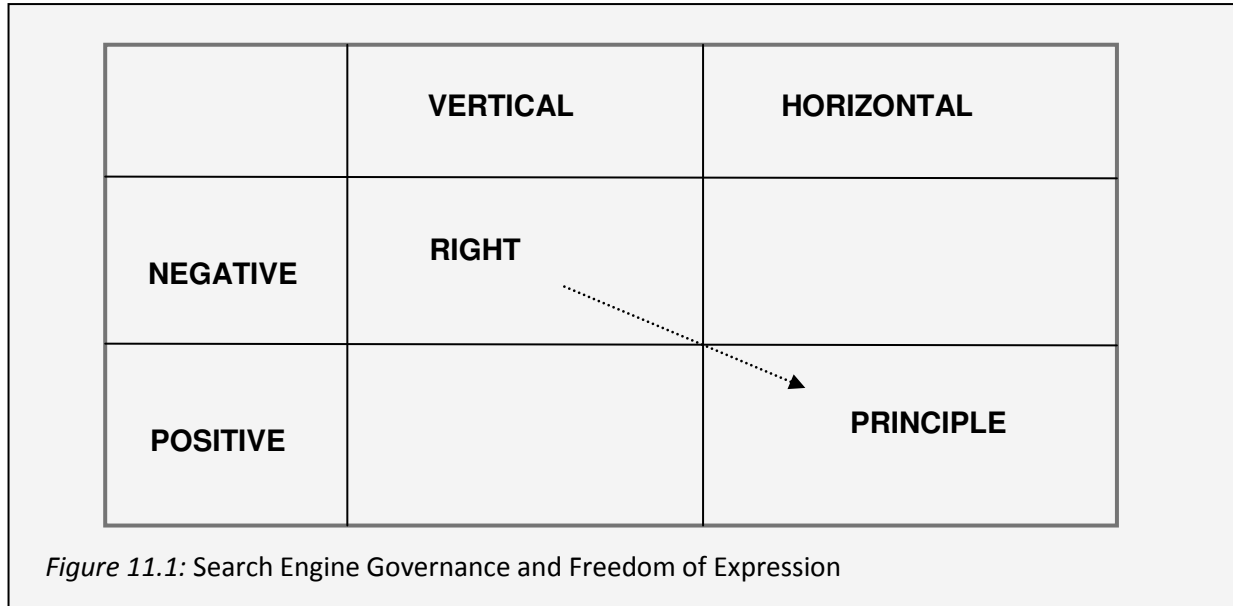 VERTICAL HORIZONTAL
RIGHT
NEGATIVE
PRINCIPLE
POSITIVE
Figure 11.1: Search Engine Governance and Freedom of Expression